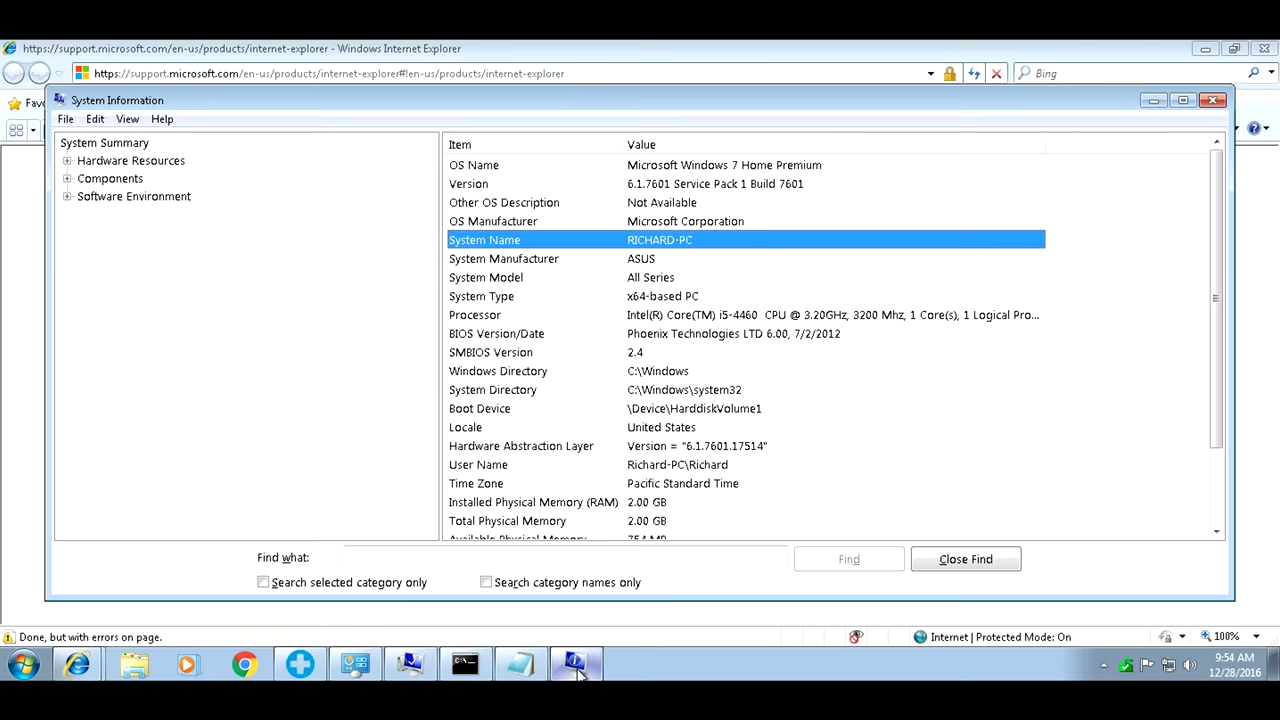 https://support.microsoft.com/en-us/products/internet-explorer - Windows Internet Explorer
https://support.microsoft.com/en-us/products/internet-explorer#!en-us/products/internet-explorer
Bing
Favo
System Information
File Edit View Help
System Summary
Hardware Resources
Components
Software Environment
Item Value
OS Name Microsoft Windows 7 Home Premium
Version 6.1.7601 Service Pack 1 Build 7601
Other OS Description Not Available
OS Manufacturer Microsoft Corporation
System Name RICHARD-PC
System Manufacturer ASUS
System Model All Series
System Type x64-based PC
Processor Intel(R) Core(TM) i5-4460 CPU @ 3.20GHz, 3200 Mhz, 1 Core(s), 1 Logical Pro...
BIOS Version/Date Phoenix Technologies LTD 6.00, 7/2/2012
SMBIOS Version 2.4
Windows Directory C:\Windows
System Directory C:\Windows\system32
Boot Device \Device\HarddiskVolume1
Locale United States
Hardware Abstraction Layer Version = "6.1.7601.17514"
User Name Richard-PC\Richard
Time Zone Pacific Standard Time
Installed Physical Memory (RAM) 2.00 GB
Total Physical Memory 2.00 GB
Available Physical Memory 754 MB
Find what: Find Close Find
Search selected category only Search category names only
Done, but with errors on page. Internet | Protected Mode: On 100%
C:\_
9:54 AM
12/28/2016